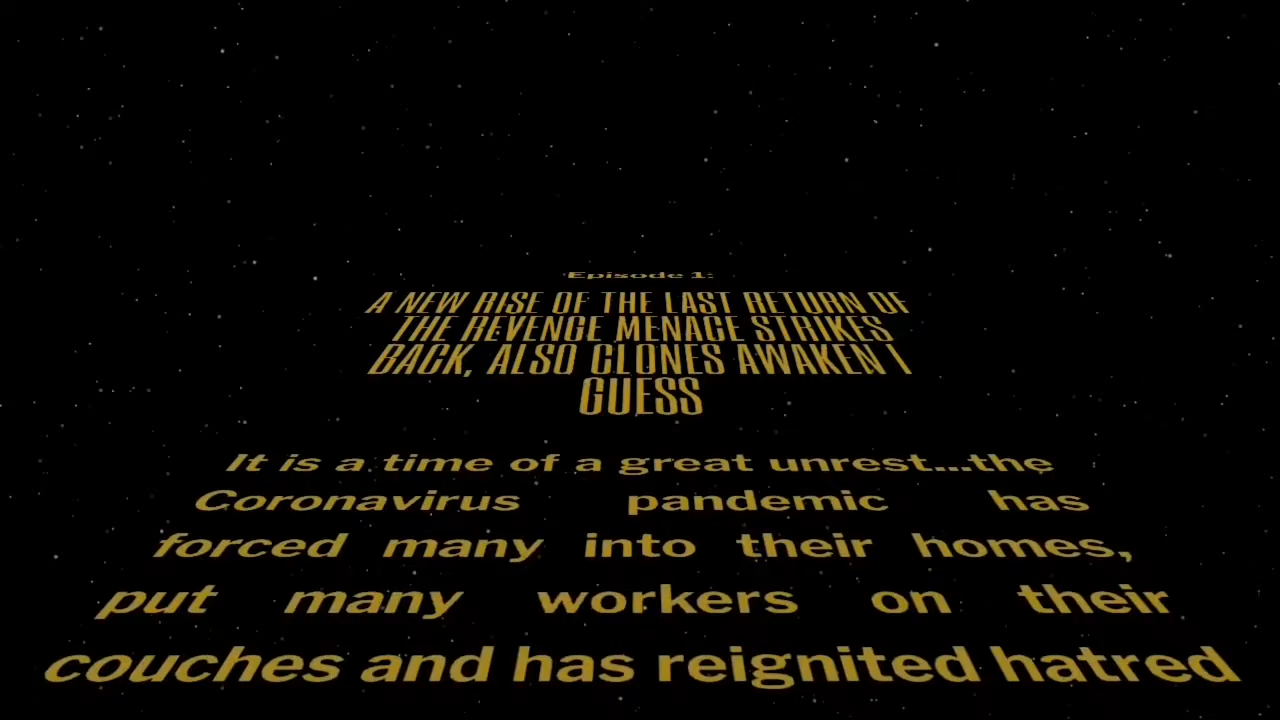 Episode 1:
A NEW RISE OF THE LAST RETURN OF
THE REVENGE MENACE STRIKES
BACK, ALSO CLONES AWAKEN I
GUESS
It is a time of a great unrest...the
Coronavirus pandemic has
forced many into their homes,
put many workers on their
couches and has reignited hatred